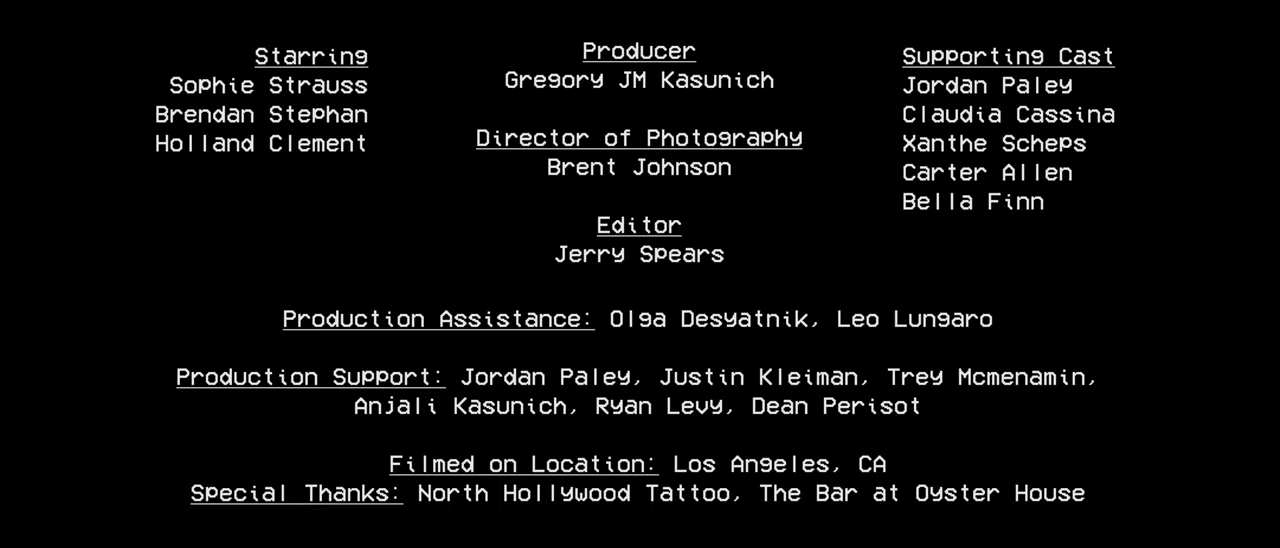 Starring
Sophie Strauss
Brendan Stephan
Holland Clement
Producer
Gregory JM Kasunich
Director of Photography
Brent Johnson
Editor
Jerry Spears
Supporting Cast
Jordan Paley
Claudia Cassina
Xanthe Scheps
Carter Allen
Bella Finn
Production Assistance: Olga Desyatnik, Leo Lungaro
Production Support: Jordan Paley, Justin Kleiman, Trey Mcmenamin,
Anjali Kasunich, Ryan Levy, Dean Perisot
Filmed on Location: Los Angeles, CA
Special Thanks: North Hollywood Tattoo, The Bar at Oyster House